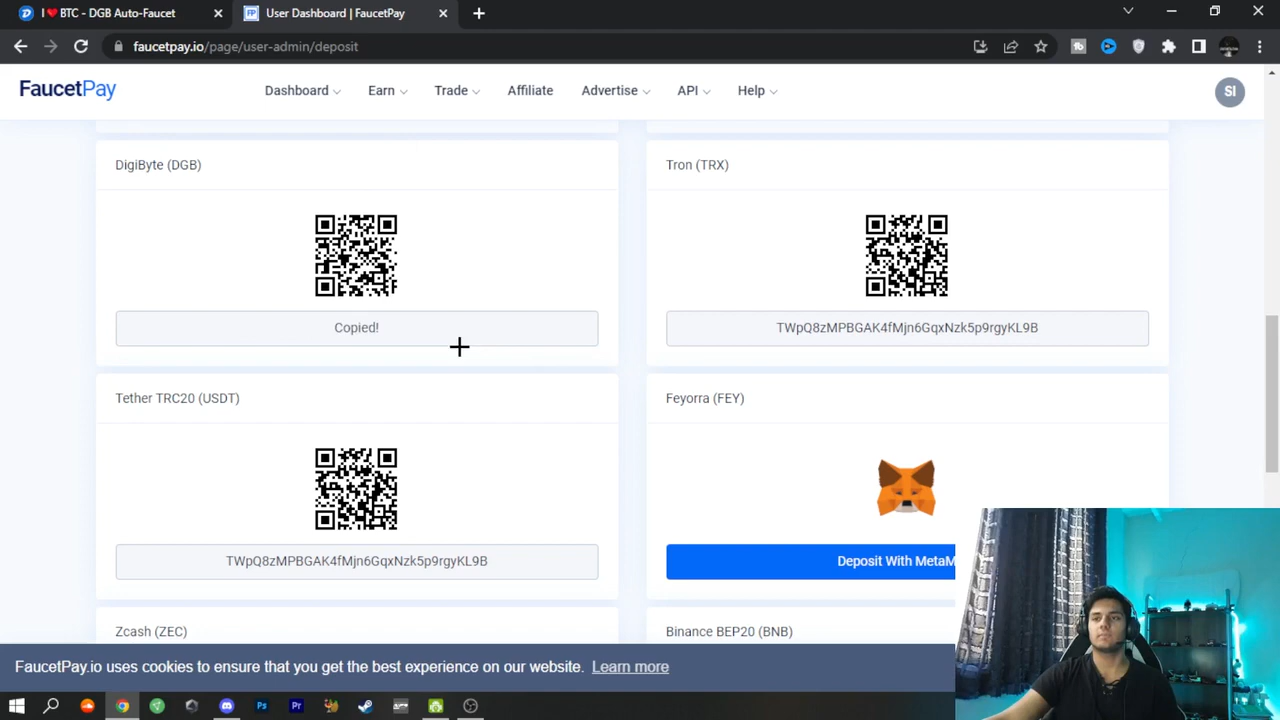 I ❤ BTC - DGB Auto-Faucet
User Dashboard | FaucetPay
faucetpay.io/page/user-admin/deposit
FaucetPay
Dashboard
Earn
Trade
Affiliate
Advertise
API
Help
SI
DigiByte (DGB)
Tron (TRX)
Copied!
TWpQ8zMPBGAK4fMjn6GqxNzk5p9rgyKL9B
Tether TRC20 (USDT)
Feyorra (FEY)
TWpQ8zMPBGAK4fMjn6GqxNzk5p9rgyKL9B
Deposit With MetaM
Zcash (ZEC)
Binance BEP20 (BNB)
FaucetPay.io uses cookies to ensure that you get the best experience on our website. Learn more